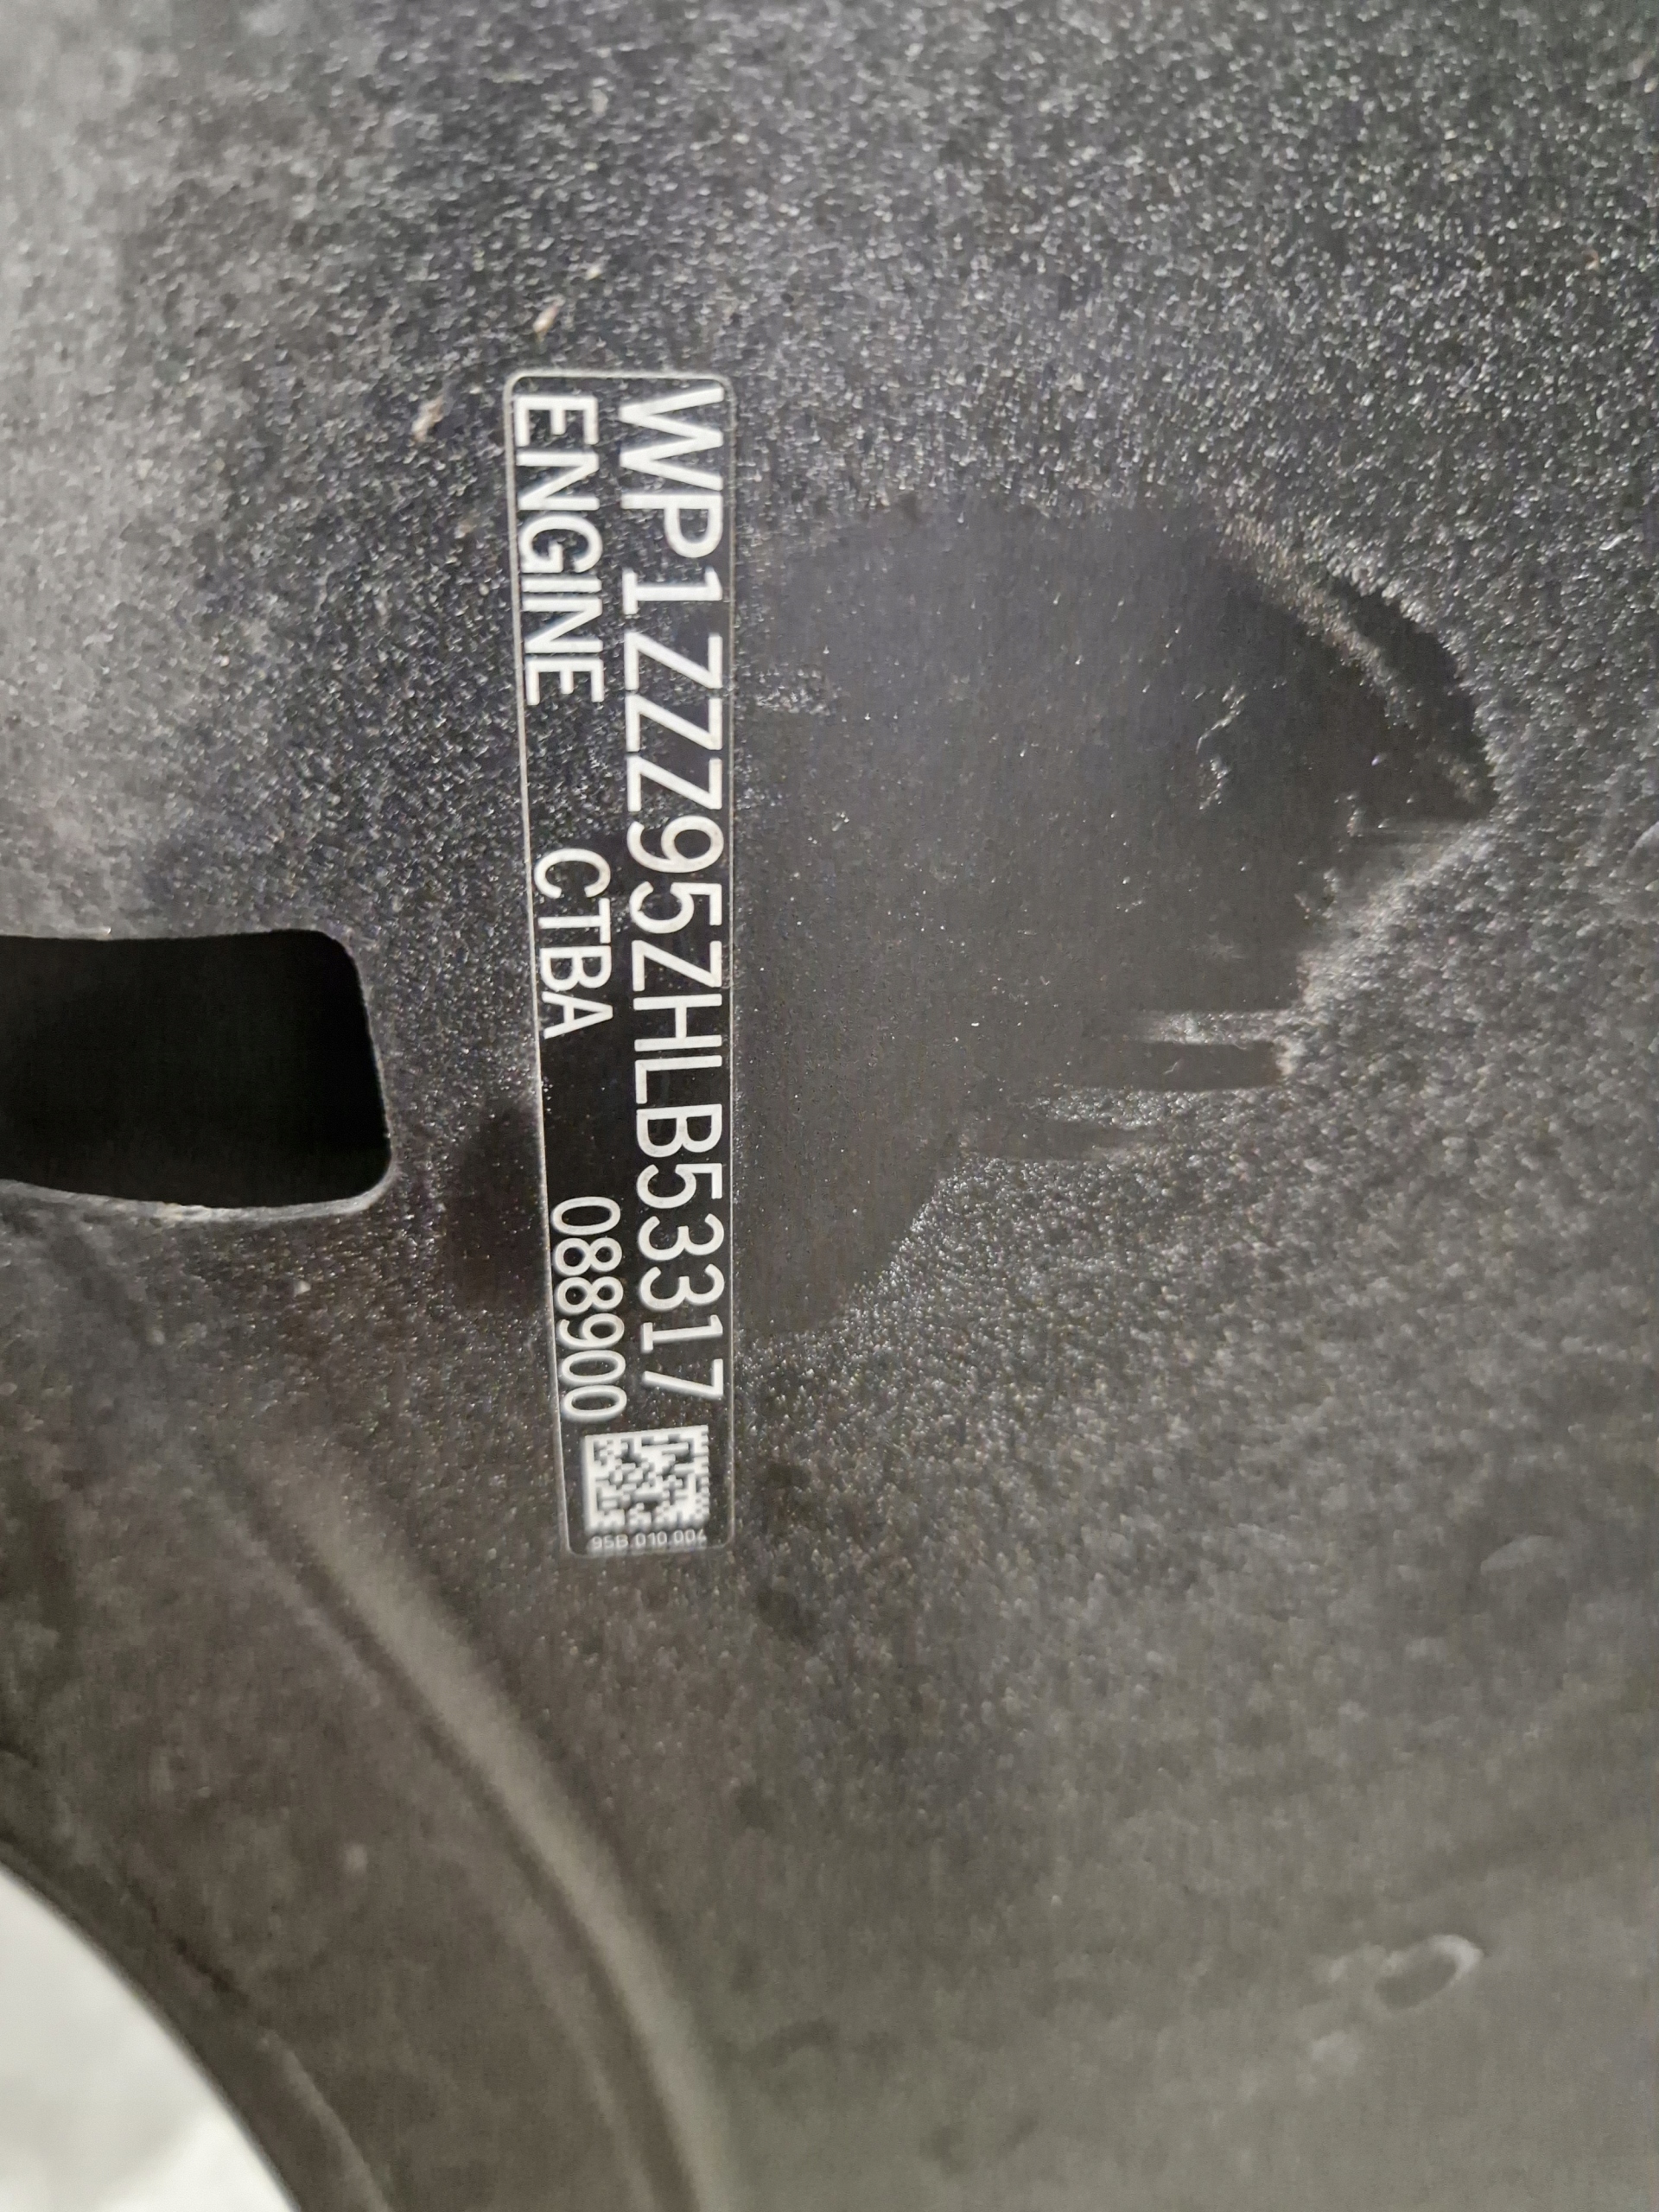 WP1ZZZ95ZHLB53317
ENGINE CTBA 088900
95B.010.004